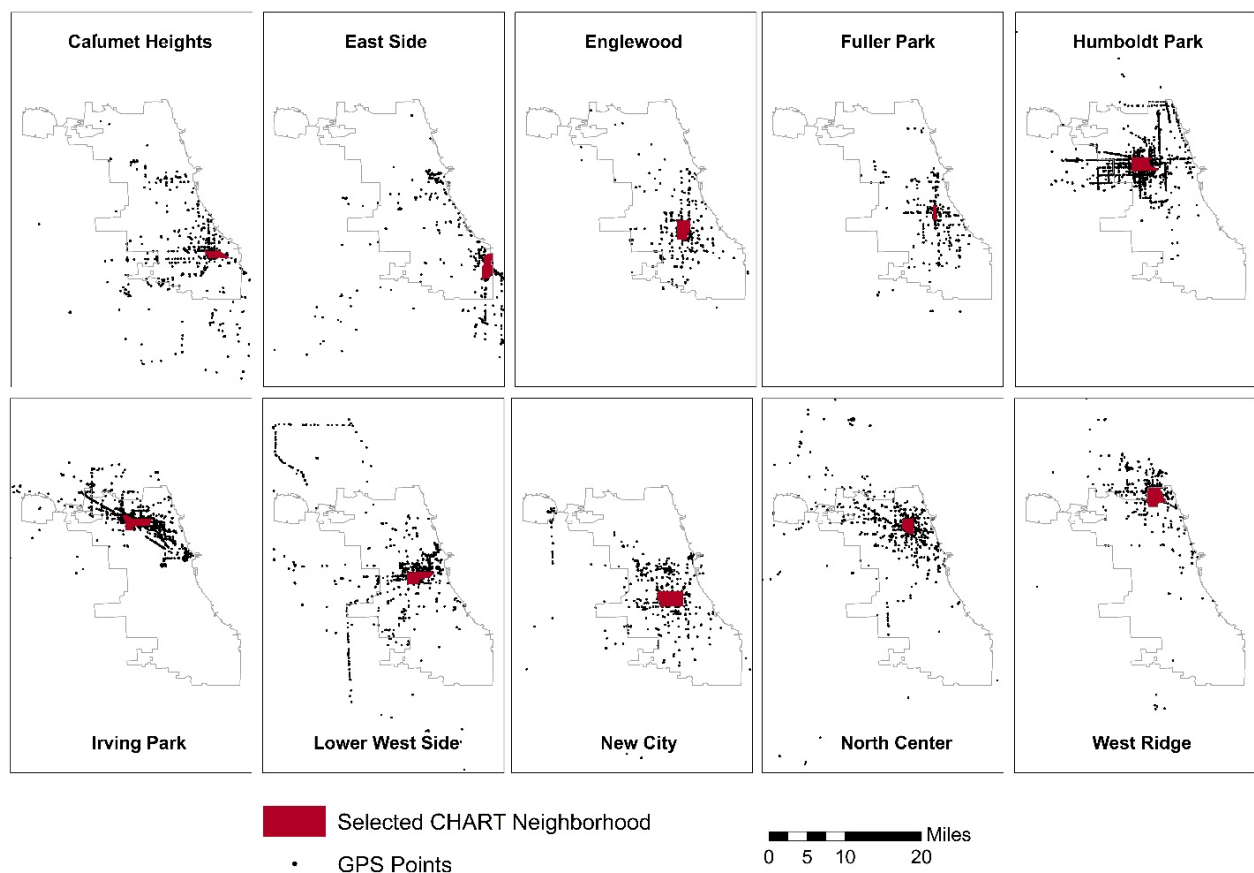 Calumet Heights
East Side
Englewood
Fuller Park
Humboldt Park
Irving Park
Lower West Side
New City
North Center
West Ridge
Selected CHART Neighborhood
GPS Points
Miles
0 5 10 20